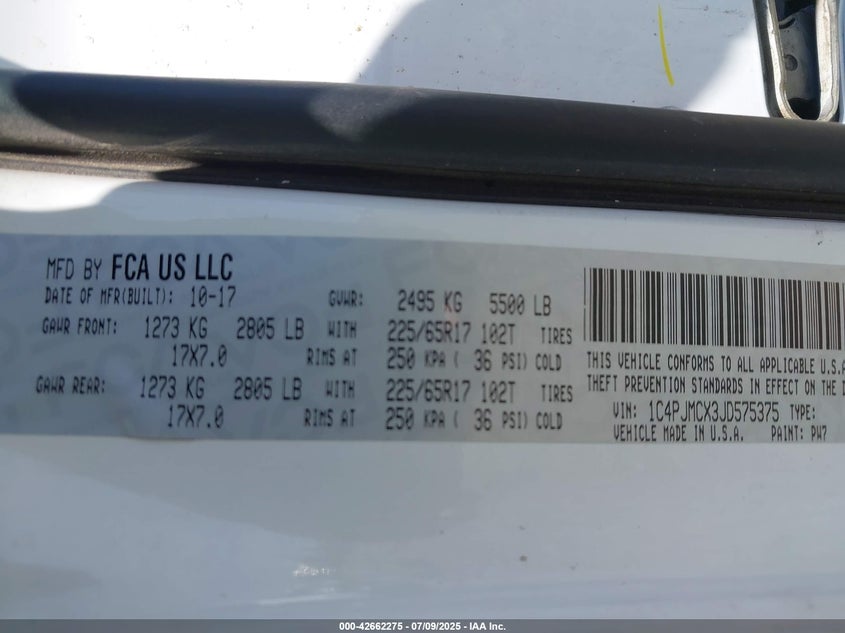 MFD BY FCA US LLC
DATE OF MFR(BUILT): 10-17 GVWR: 2495 KG 5500 LB
GAWR FRONT: 1273 KG 2805 LB WITH 225/65R17 102T TIRES
17X7.0 RIMS AT 250 KPA ( 36 PSI) COLD
GAWR REAR: 1273 KG 2805 LB WITH 225/65R17 102T TIRES
17X7.0 RIMS AT 250 KPA ( 36 PSI) COLD
THIS VEHICLE CONFORMS TO ALL APPLICABLE U.S.A
THEFT PREVENTION STANDARDS IN EFFECT ON THE D
VIN: 1C4PJMCX3JD575375 TYPE:
VEHICLE MADE IN U.S.A. PAINT: PW7
000-42662275 / 07/09/2025 - IAA Inc.